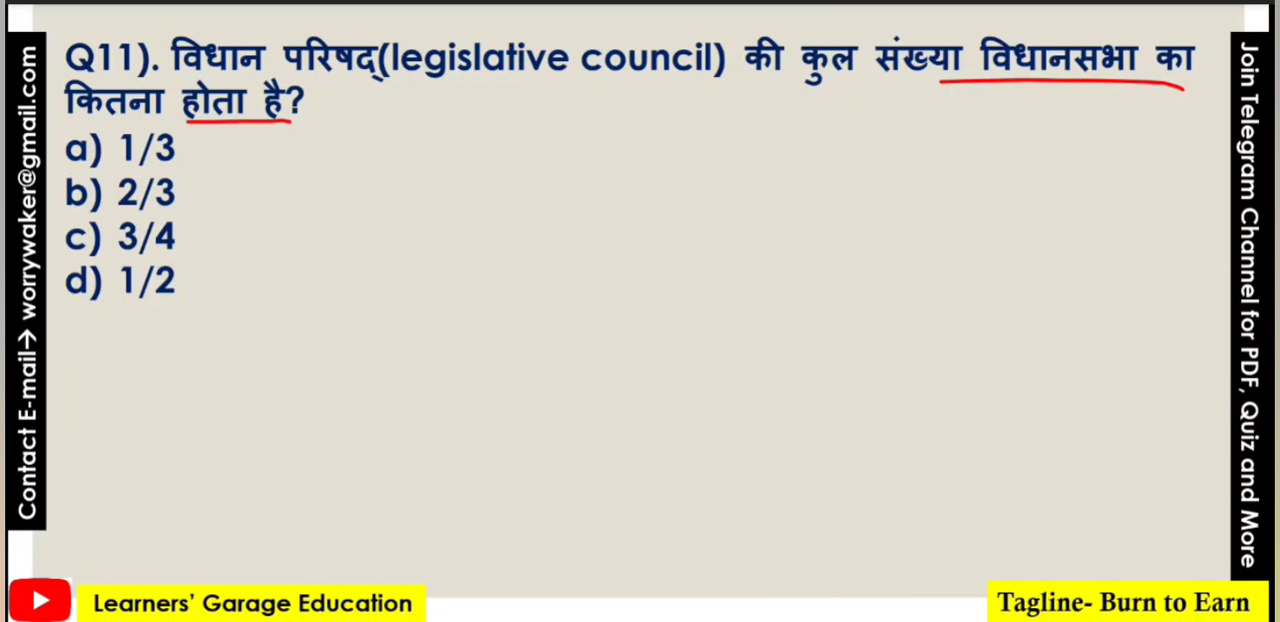 Q11). विधान परिषद्(legislative council) की कुल संख्या विधानसभा का
कितना होता है?
a) 1/3
b) 2/3
c) 3/4
d) 1/2
Contact E-mail→ worrywaker@gmail.com
Join Telegram Channel for PDF, Quiz and More
Learners’ Garage Education
Tagline- Burn to Earn